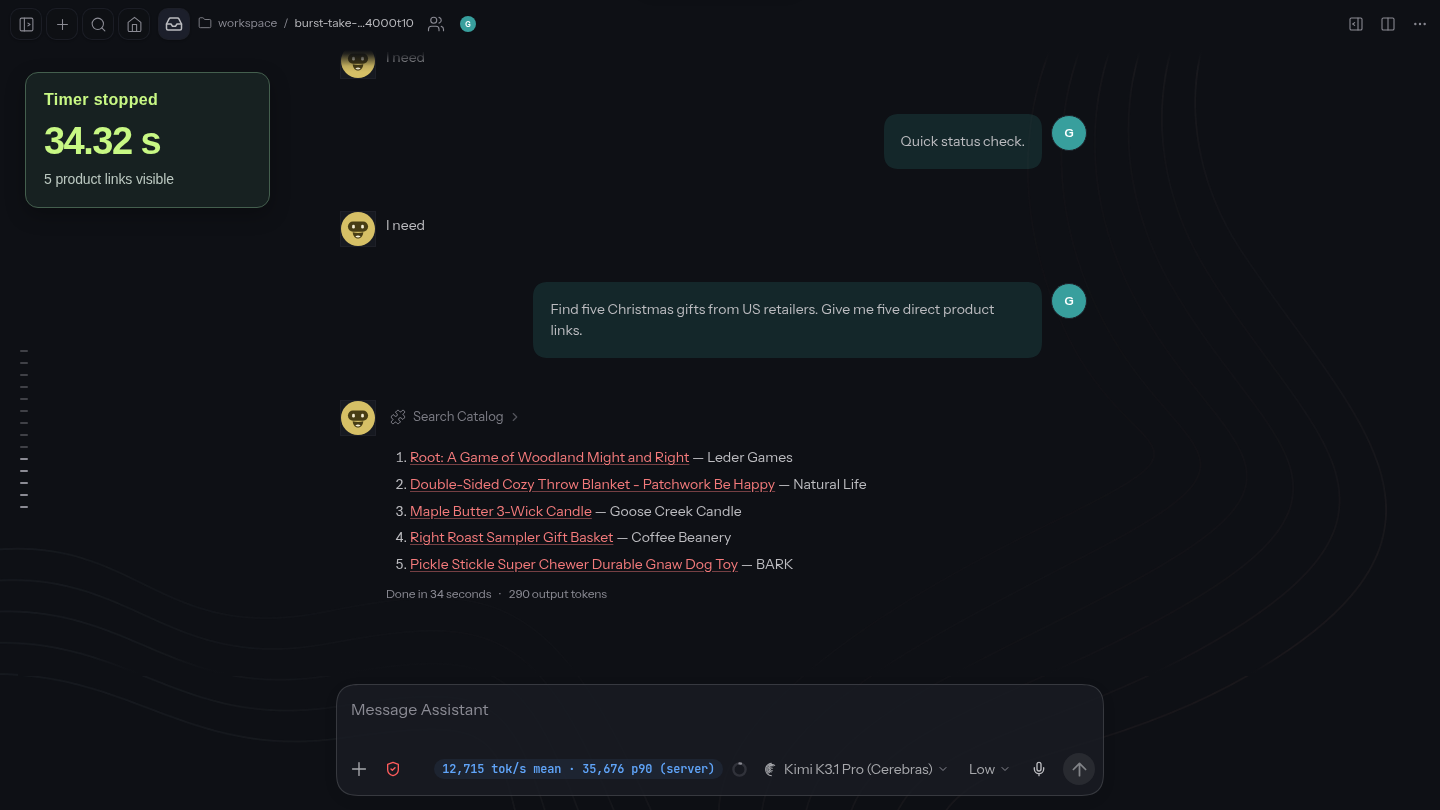 workspace / burst-take-...4000t10
G
Timer stopped
34.32 s
5 product links visible
I need
Quick status check.
G
I need
Find five Christmas gifts from US retailers. Give me five direct product
links.
G
Search Catalog
1. Root: A Game of Woodland Might and Right — Leder Games
2. Double-Sided Cozy Throw Blanket - Patchwork Be Happy — Natural Life
3. Maple Butter 3-Wick Candle — Goose Creek Candle
4. Right Roast Sampler Gift Basket — Coffee Beanery
5. Pickle Stickle Super Chewer Durable Gnaw Dog Toy — BARK
Done in 34 seconds · 290 output tokens
Message Assistant
12,715 tok/s mean · 35,676 p90 (server)
Kimi K3.1 Pro (Cerebras)
Low